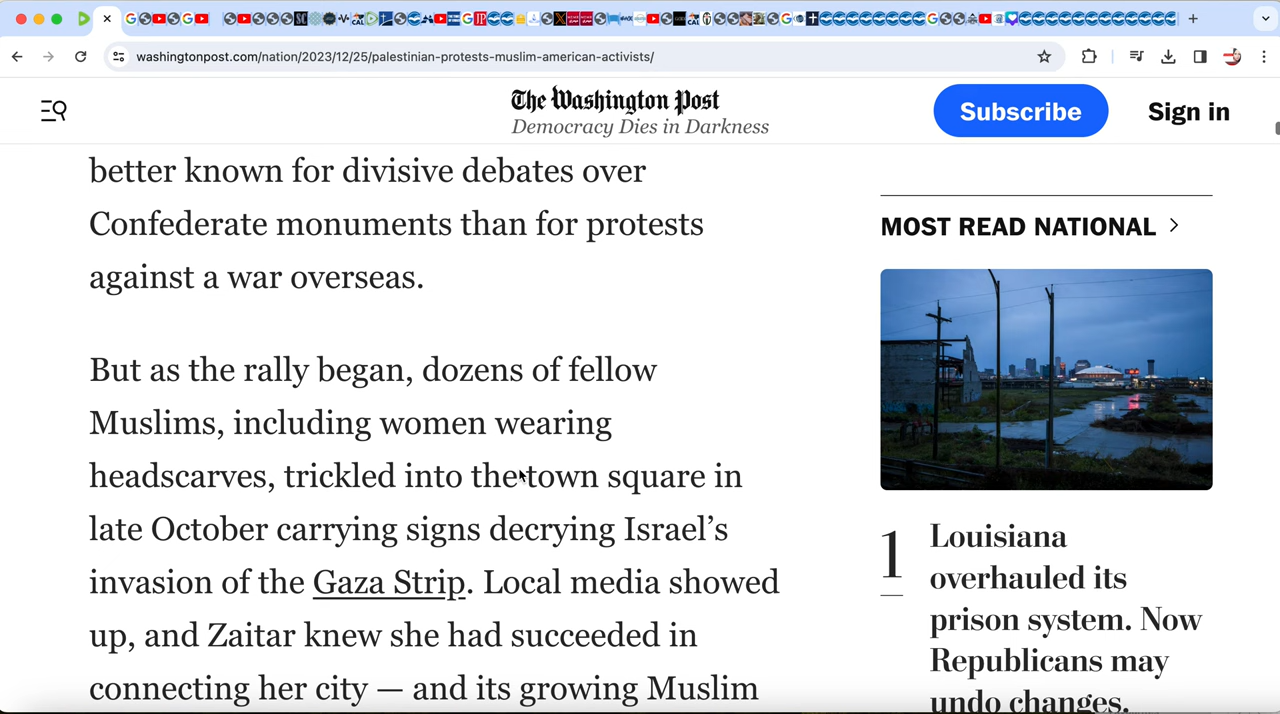 washingtonpost.com/nation/2023/12/25/palestinian-protests-muslim-american-activists/
The Washington Post
Democracy Dies in Darkness
Subscribe
Sign in
better known for divisive debates over
Confederate monuments than for protests
against a war overseas.
But as the rally began, dozens of fellow
Muslims, including women wearing
headscarves, trickled into the town square in
late October carrying signs decrying Israel’s
invasion of the Gaza Strip. Local media showed
up, and Zaitar knew she had succeeded in
connecting her city — and its growing Muslim
MOST READ NATIONAL
1
Louisiana
overhauled its
prison system. Now
Republicans may
undo changes.